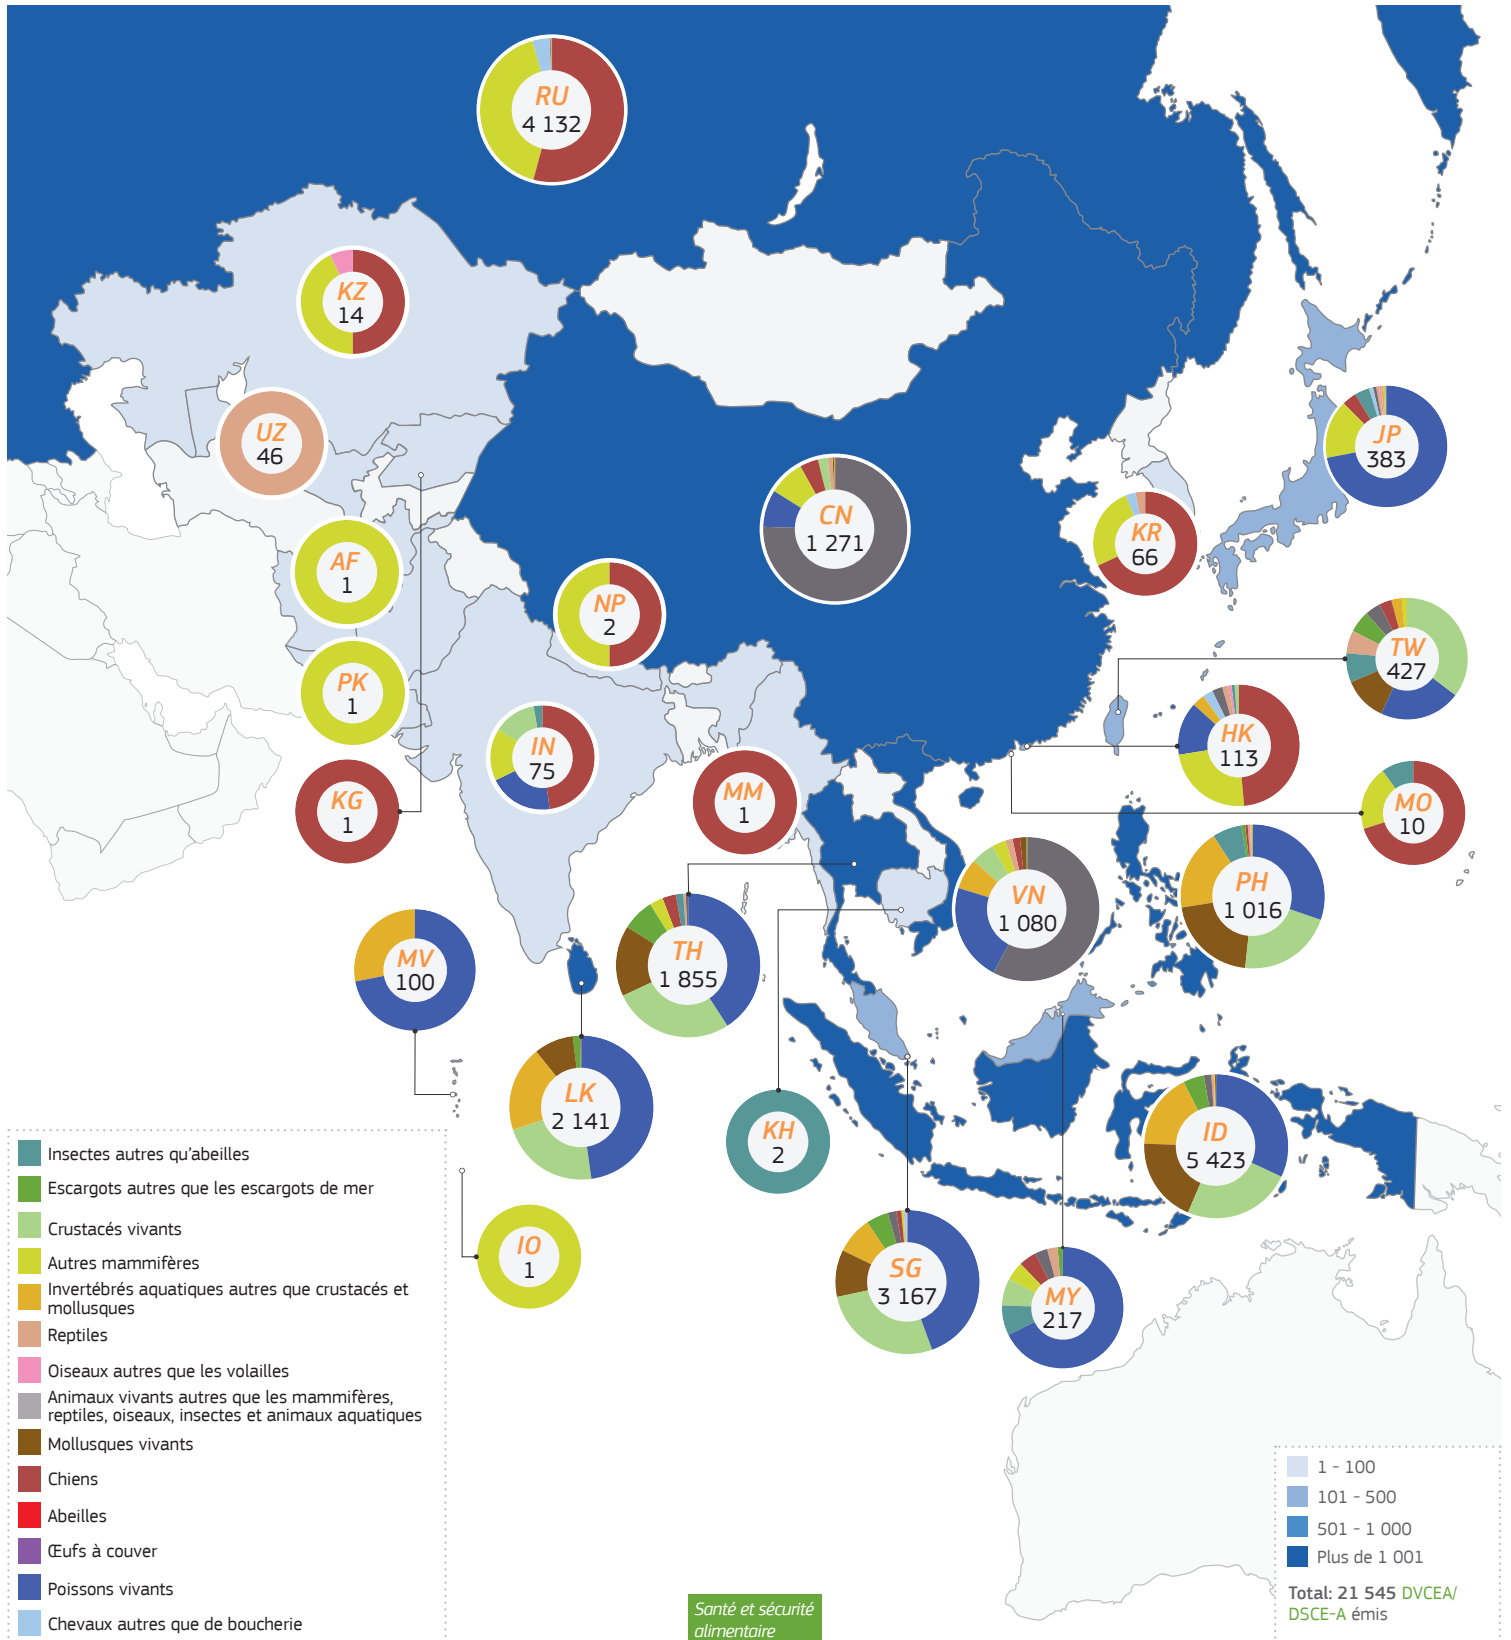 RU
4 132
KZ
14
UZ
46
JP
383
CN
1 271
KR
66
AF
1
NP
2
TW
427
PK
1
IN
75
HK
113
KG
1
MM
1
MO
10
VN
1 080
PH
1 016
MV
100
TH
1 855
LK
2 141
KH
2
ID
5 423
IO
1
SG
3 167
MY
217
Insectes autres qu'abeilles
Escargots autres que les escargots de mer
Crustacés vivants
Autres mammifères
Invertébrés aquatiques autres que crustacés et
mollusques
Reptiles
Oiseaux autres que les volailles
Animaux vivants autres que les mammifères,
reptiles, oiseaux, insectes et animaux aquatiques
Mollusques vivants
Chiens
Abeilles
Œufs à couver
Poissons vivants
Chevaux autres que de boucherie
Santé et sécurité
alimentaire
1 - 100
101 - 500
501 - 1 000
Plus de 1 001
Total: 21 545 DVCEA/
DSCE-A émis